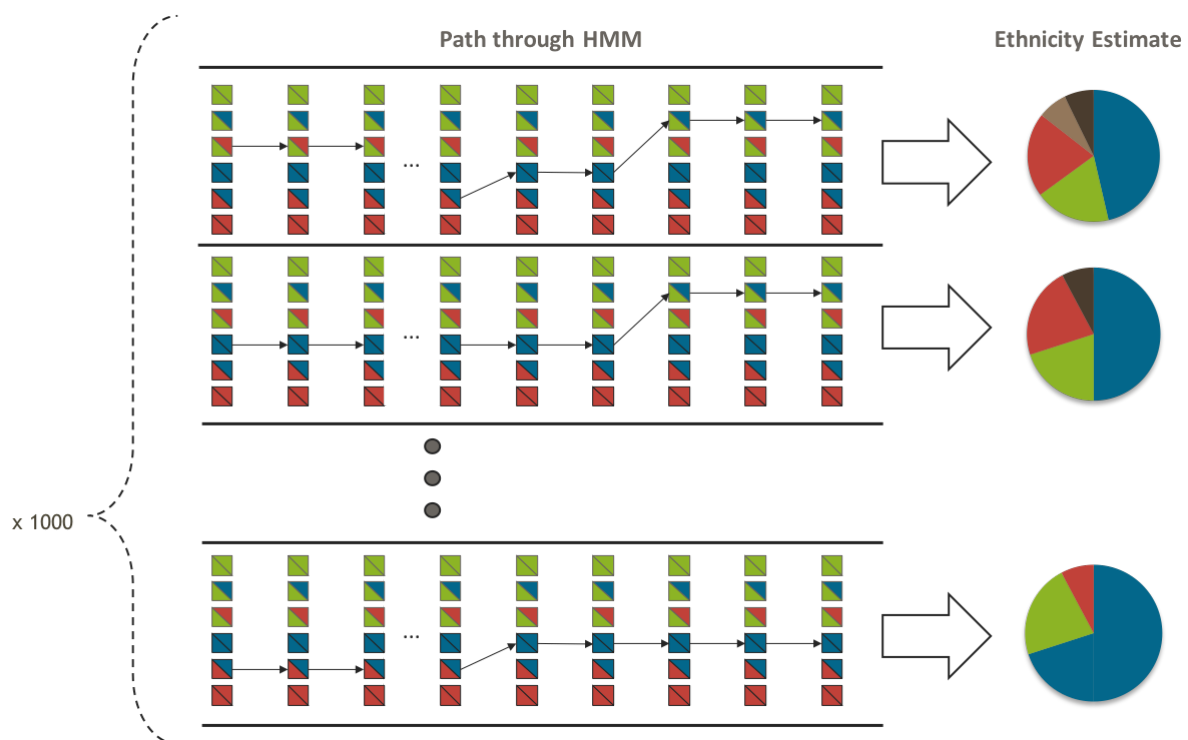 Path through HMM
Ethnicity Estimate
...
...
x 1000
...